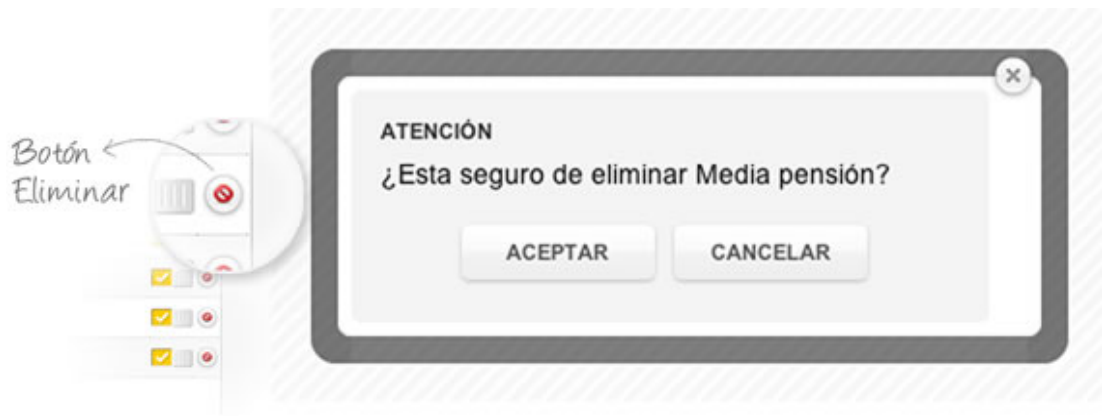 Botón
Eliminar
ATENCIÓN
¿Esta seguro de eliminar Media pensión?
ACEPTAR
CANCELAR